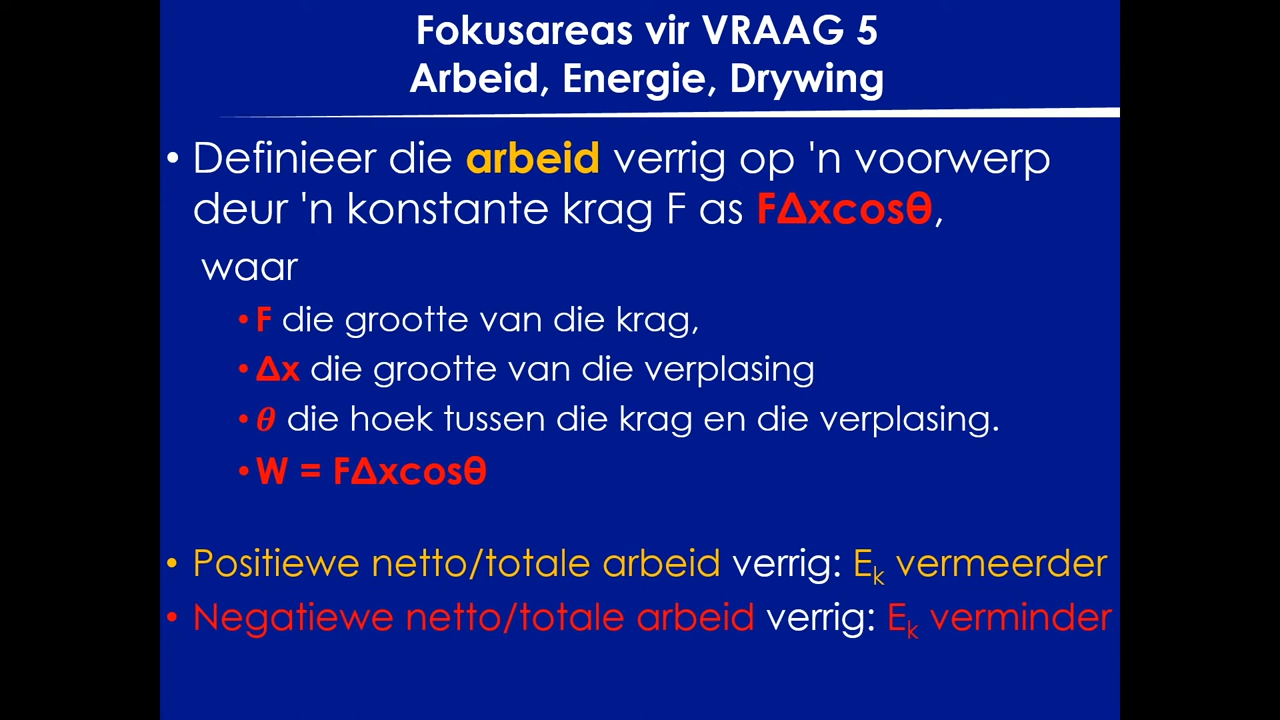 Fokusareas vir VRAAG 5
Arbeid, Energie, Drywing
• Definieer die arbeid verrig op 'n voorwerp
deur 'n konstante krag F as FΔxcosθ,
waar
• F die grootte van die krag,
• Δx die grootte van die verplasing
• θ die hoek tussen die krag en die verplasing.
• W = FΔxcosθ
• Positiewe netto/totale arbeid verrig: Eₖ vermeerder
• Negatiewe netto/totale arbeid verrig: Eₖ verminder